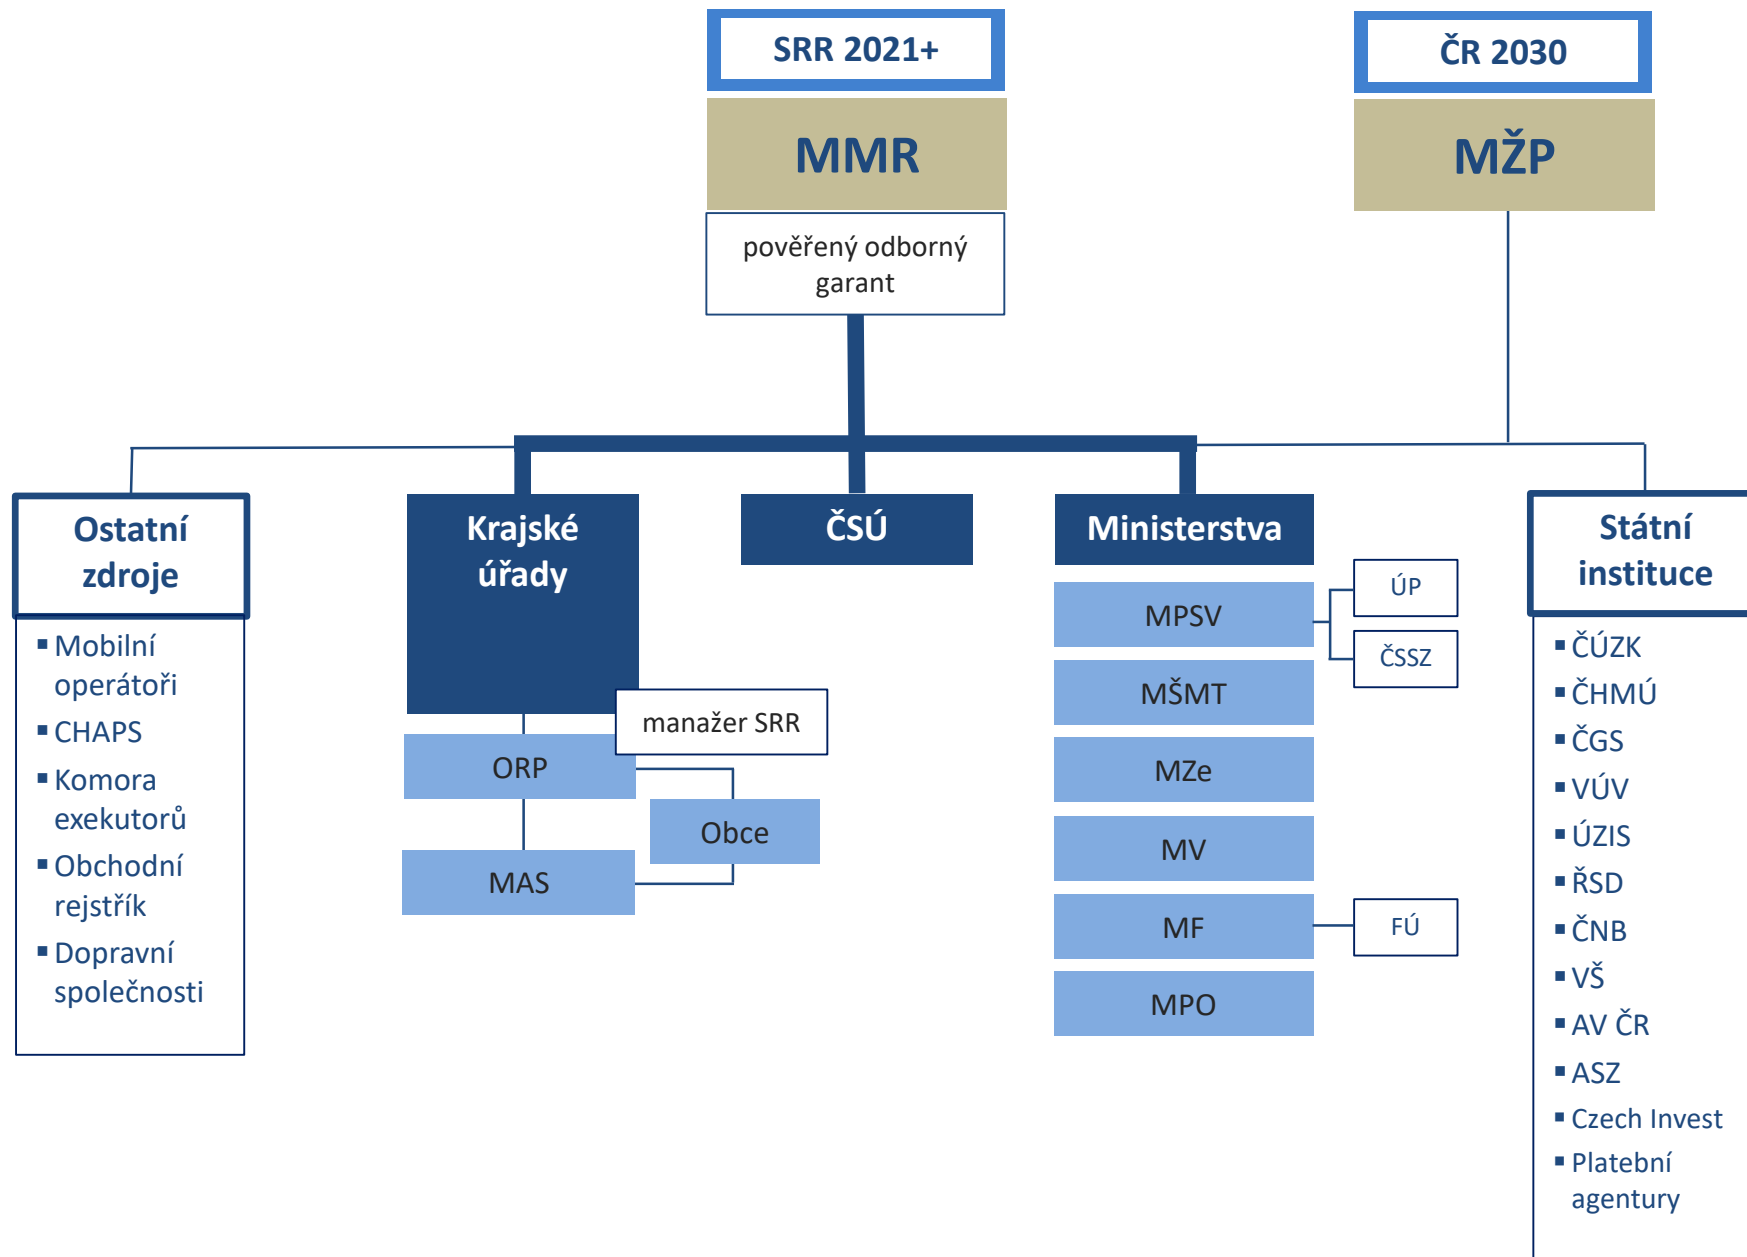 SRR 2021+
ČR 2030
MMR
MŽP
pověřený odborný
garant
Ostatní
zdroje
▪ Mobilní
operátoři
▪ CHAPS
▪ Komora
exekutorů
▪ Obchodní
rejstřík
▪ Dopravní
společnosti
Krajské
úřady
manažer SRR
ORP
Obce
MAS
ČSÚ
Ministerstva
MPSV
ÚP
ČSSZ
MŠMT
MZe
MV
MF
FÚ
MPO
Státní
instituce
▪ ČÚZK
▪ ČHMÚ
▪ ČGS
▪ VÚV
▪ ÚZIS
▪ ŘSD
▪ ČNB
▪ VŠ
▪ AV ČR
▪ ASZ
▪ Czech Invest
▪ Platební
agentury